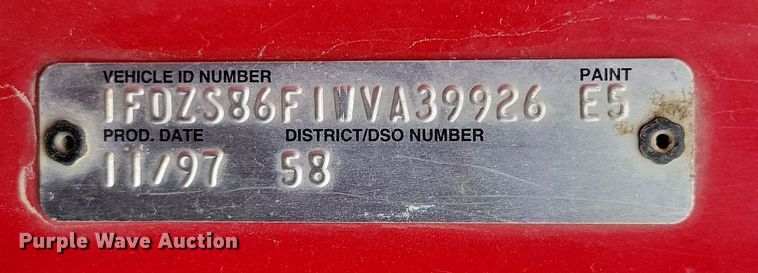 VEHICLE ID NUMBER PAINT
1FDZS86F1WVA39926 E5
PROD. DATE DISTRICT/DSO NUMBER
11/97 58
Purple Wave Auction